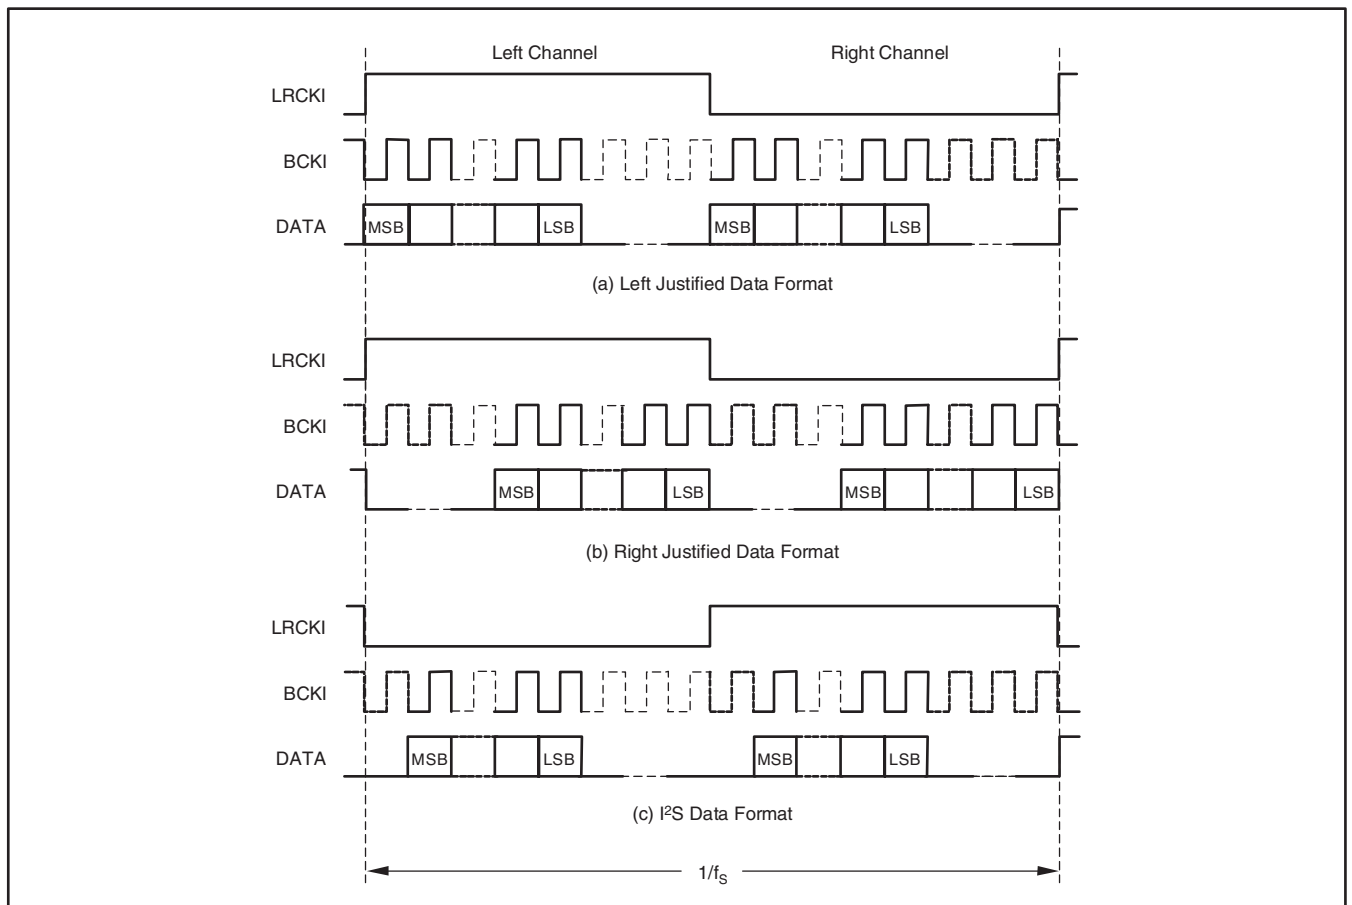 Left Channel Right Channel
LRCKI
BCKI
DATA MSB LSB MSB LSB
(a) Left Justified Data Format
LRCKI
BCKI
DATA MSB LSB MSB LSB
(b) Right Justified Data Format
LRCKI
BCKI
DATA MSB LSB MSB LSB
(c) I²S Data Format
1/fS